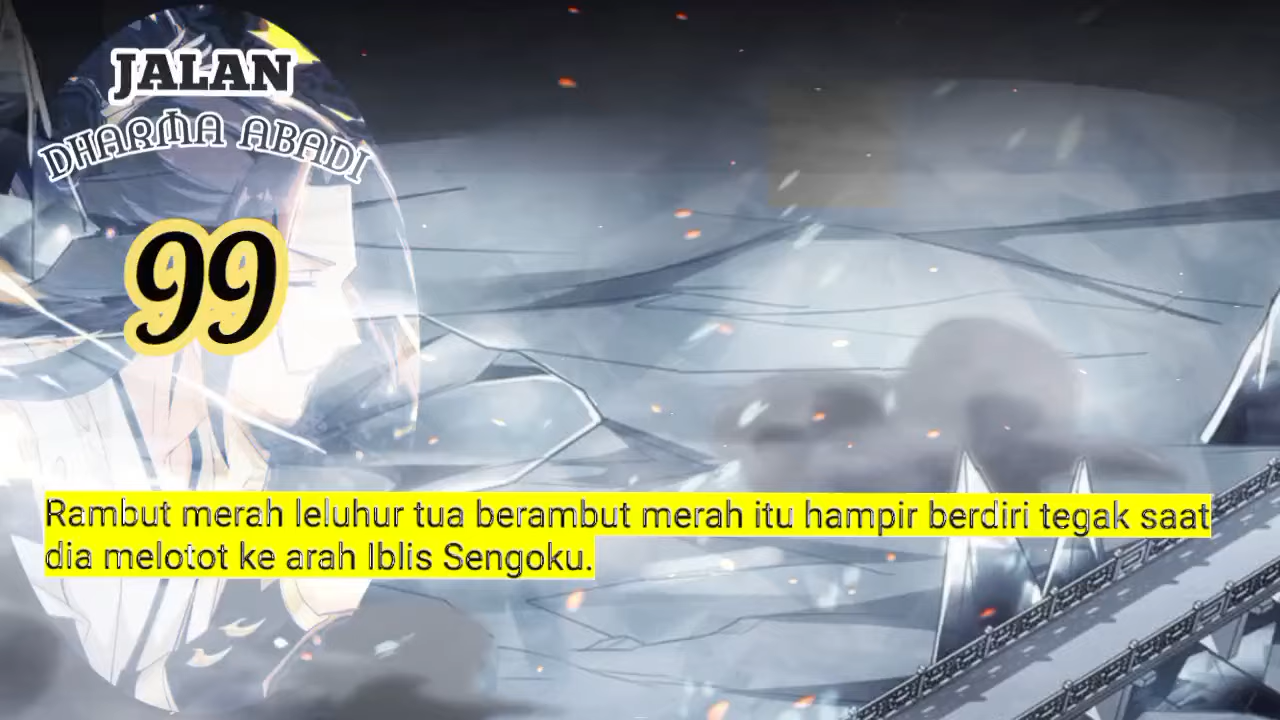 JALAN
DHARMA ABADI
99
Rambut merah leluhur tua berambut merah itu hampir berdiri tegak saat
dia melotot ke arah Iblis Sengoku.